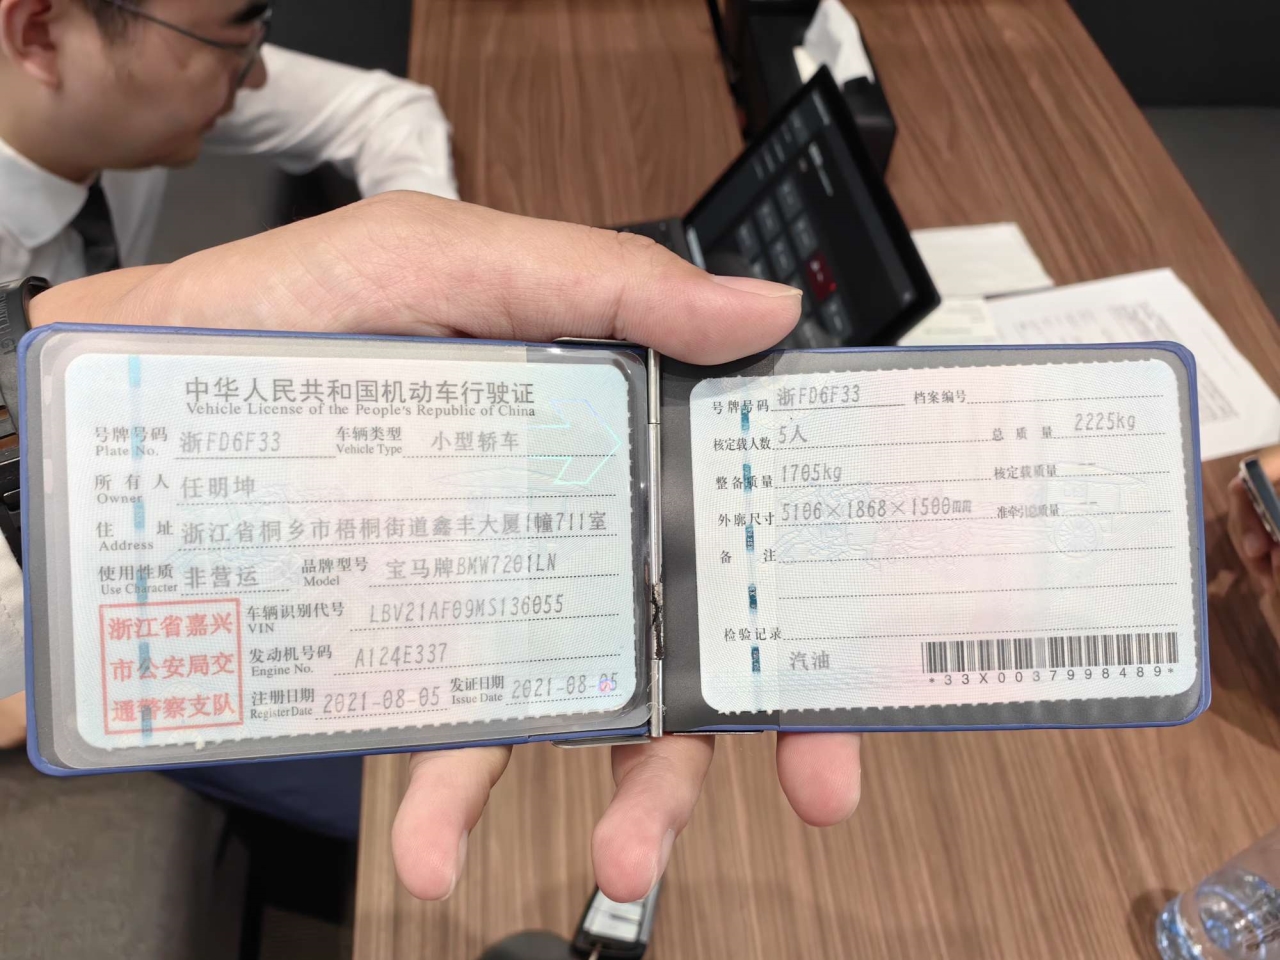 中华人民共和国机动车行驶证
Vehicle License of the People's Republic of China
号牌号码 浙FD6F33 车辆类型 小型轿车
Plate No. Vehicle Type
所有人 任明坤
Owner
住址 浙江省桐乡市梧桐街道鑫丰大厦1幢711室
Address
使用性质 非营运 品牌型号 宝马牌BMW7201LN
Use Character Model
浙江省嘉兴
市公安局交
通警察支队
车辆识别代号 LBV21AF09MS136055
VIN
发动机号码 A124E337
Engine No.
注册日期 2021-08-05 发证日期 2021-08-05
Register Date Issue Date
号牌号码 浙FD6F33 档案编号
核定载人数 5人 总质量 2225kg
整备质量 1705kg 核定载质量 --
外廓尺寸 5106×1868×1500mm 准牵引总质量 --
备注
检验记录
汽油
*33X0037998489*